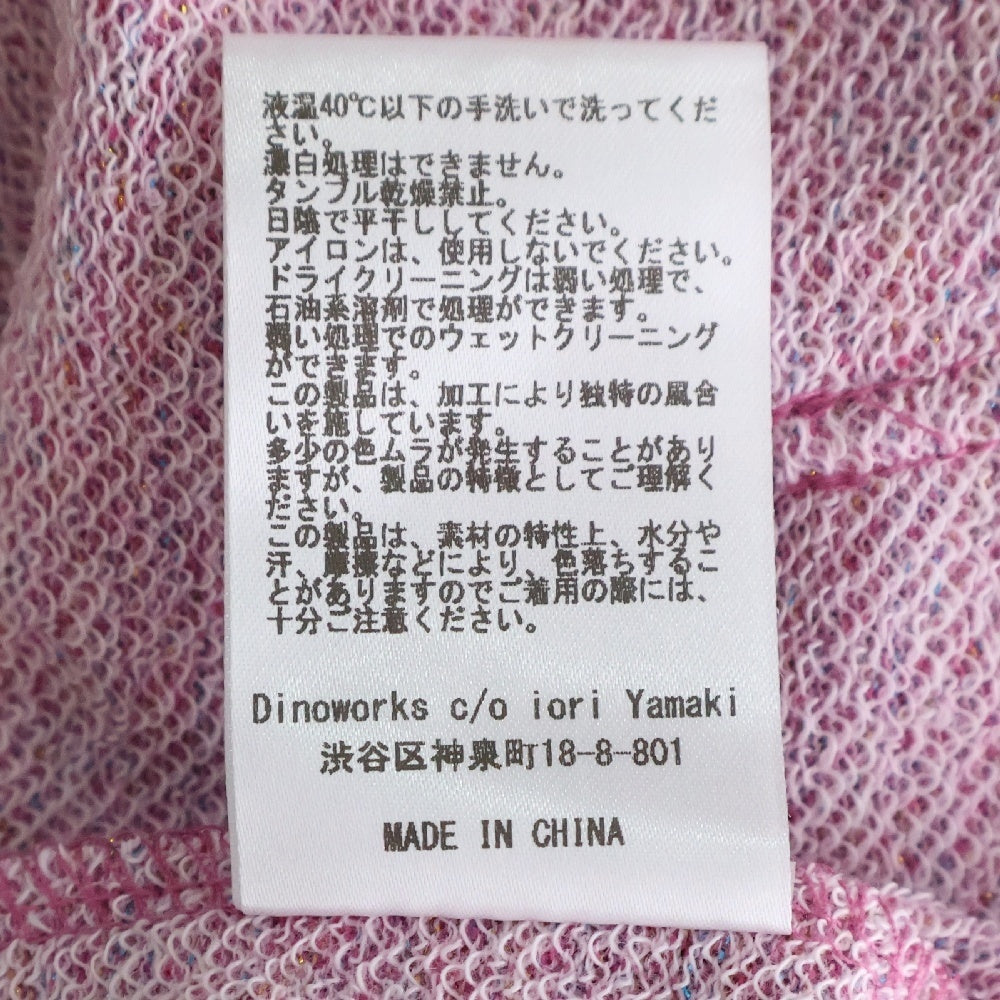 液温40℃以下の手洗いで洗ってくだ
さい。
漂白処理はできません。
タンブル乾燥禁止。
日陰で平干ししてください。
アイロンは、使用しないでください。
ドライクリーニングは弱い処理で、
石油系溶剤で処理ができます。
弱い処理でのウェットクリーニング
ができます。
この製品は、加工により独特の風合
いを施しています。
多少の色ムラが発生することがあり
ますが、製品の特徴としてご理解く
ださい。
この製品は、素材の特性上、水分や
汗、摩擦などにより、色落ちするこ
とがありますのでご着用の際には、
十分ご注意ください。
Dinoworks c/o iori Yamaki
渋谷区神泉町18-8-801
MADE IN CHINA